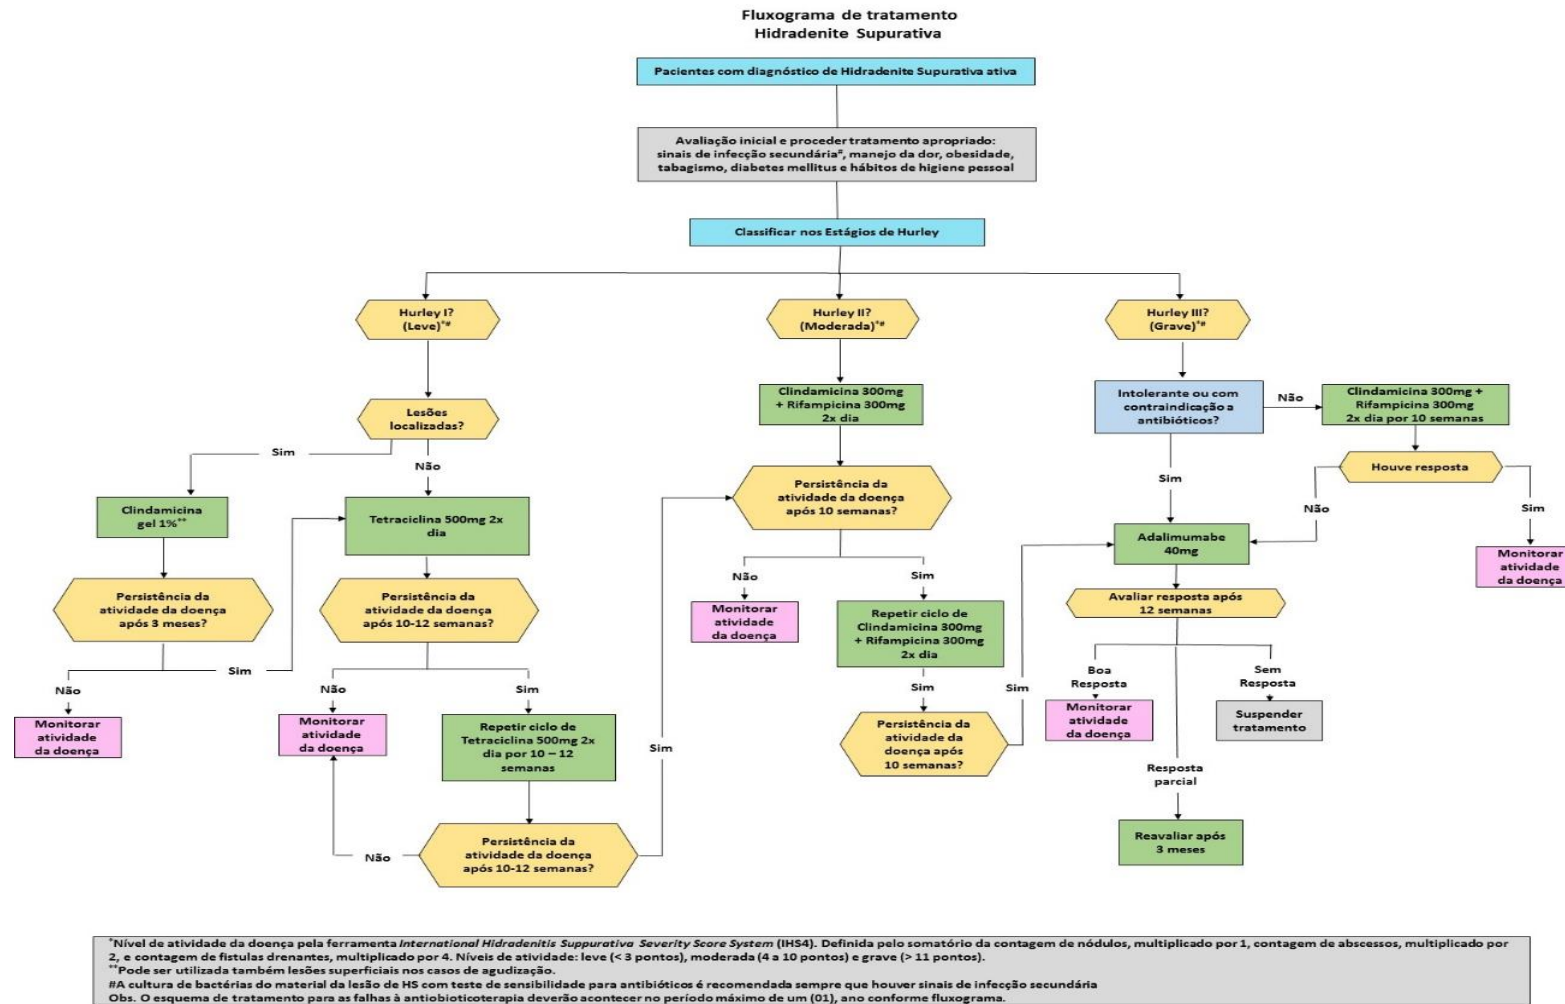 Fluxograma de tratamento
Hidradenite Supurativa
Pacientes com diagnóstico de Hidradenite Supurativa ativa
Avaliação inicial e proceder tratamento apropriado:
sinais de infecção secundária#, manejo da dor, obesidade,
tabagismo, diabetes mellitus e hábitos de higiene pessoal
Classificar nos Estágios de Hurley
Hurley I?
(Leve)*#
Lesões
localizadas?
Sim
Não
Clindamicina
gel 1%**
Tetraciclina 500mg 2x
dia
Persistência da
atividade da doença
após 3 meses?
Persistência da
atividade da doença
após 10-12 semanas?
Não
Sim
Monitorar
atividade
da doença
Não
Sim
Monitorar
atividade
da doença
Repetir ciclo de
Tetraciclina 500mg 2x
dia por 10 – 12
semanas
Persistência da
atividade da doença
após 10-12 semanas?
Não
Sim
Hurley II?
(Moderada)*#
Clindamicina 300mg
+ Rifampicina 300mg
2x dia
Persistência da
atividade da doença
após 10 semanas?
Não
Sim
Monitorar
atividade
da doença
Repetir ciclo de
Clindamicina 300mg
+ Rifampicina 300mg
2x dia
Sim
Persistência da
atividade da
doença após
10 semanas?
Sim
Hurley III?
(Grave)*#
Intolerante ou com
contraindicação a
antibióticos?
Não
Clindamicina 300mg +
Rifampicina 300mg
2x dia por 10 semanas
Houve resposta
Sim
Não
Sim
Adalimumabe
40mg
Monitorar
atividade
da doença
Avaliar resposta após
12 semanas
Boa
Resposta
Sem
Resposta
Monitorar
atividade
da doença
Suspender
tratamento
Resposta
parcial
Reavaliar após
3 meses
*Nível de atividade da doença pela ferramenta International Hidradenitis Suppurativa Severity Score System (IHS4). Definida pelo somatório da contagem de nódulos, multiplicado por 1, contagem de abscessos, multiplicado por
2, e contagem de fístulas drenantes, multiplicado por 4. Níveis de atividade: leve (< 3 pontos), moderada (4 a 10 pontos) e grave (> 11 pontos).
**Pode ser utilizada também lesões superficiais nos casos de agudização.
#A cultura de bactérias do material da lesão de HS com teste de sensibilidade para antibióticos é recomendada sempre que houver sinais de infecção secundária
Obs. O esquema de tratamento para as falhas à antiobioticoterapia deverão acontecer no período máximo de um (01), ano conforme fluxograma.